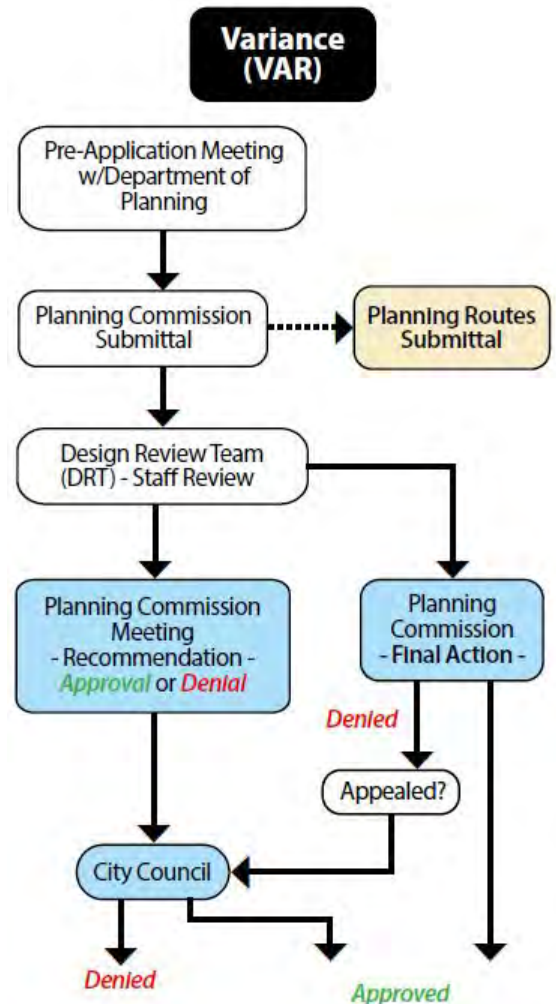 Variance
(VAR)
Pre-Application Meeting
w/Department of
Planning
Planning Commission
Submittal
Planning Routes
Submittal
Design Review Team
(DRT) - Staff Review
Planning Commission
Meeting
- Recommendation -
Approval or Denial
Planning
Commission
- Final Action -
Denied
Appealed?
City Council
Denied
Approved